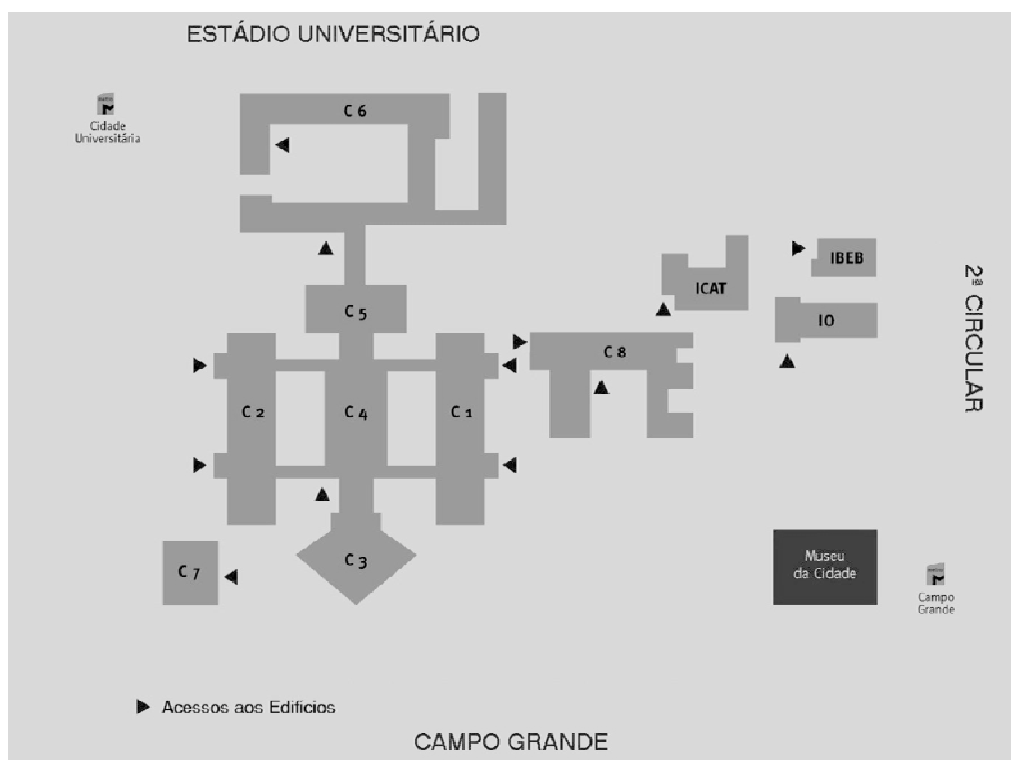 ESTÁDIO UNIVERSITÁRIO
Cidade
Universitária
C 6
IBEB
ICAT
C 5
IO
C 8
2ª CIRCULAR
C 2
C 4
C 1
C 3
C 7
Museu
da Cidade
Campo
Grande
Acessos aos Edificios
CAMPO GRANDE